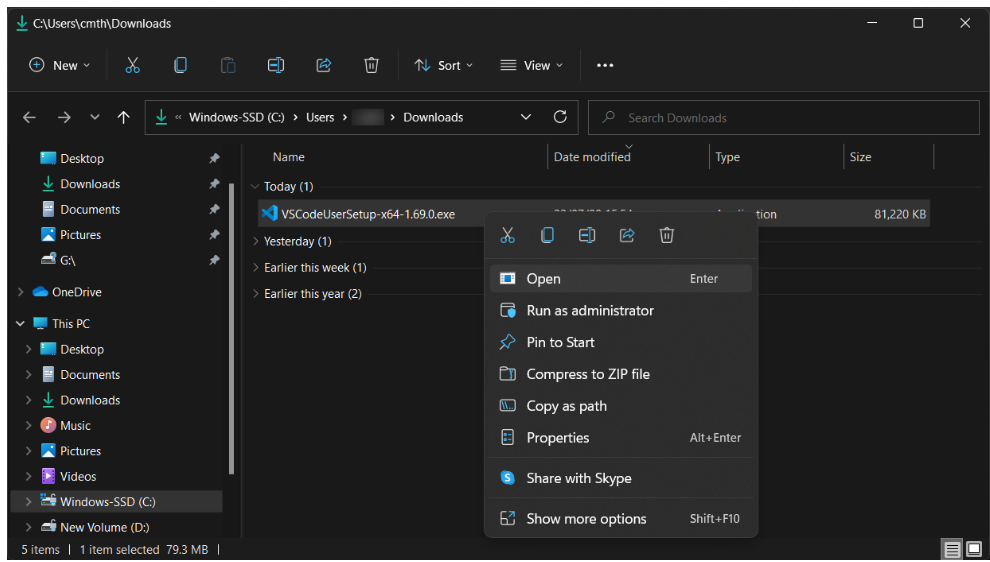 C:\Users\cmth\Downloads
New Sort View
« Windows-SSD (C:) > Users > > Downloads Search Downloads
Name Date modified Type Size
Desktop
Downloads
Documents
Pictures
G:\
OneDrive
This PC
Desktop
Documents
Downloads
Music
Pictures
Videos
Windows-SSD (C:)
New Volume (D:)
Today (1)
VSCodeUserSetup-x64-1.69.0.exe 81,220 KB
Yesterday (1)
Earlier this week (1)
Earlier this year (2)
Open Enter
Run as administrator
Pin to Start
Compress to ZIP file
Copy as path
Properties Alt+Enter
Share with Skype
Show more options Shift+F10
5 items | 1 item selected 79.3 MB |